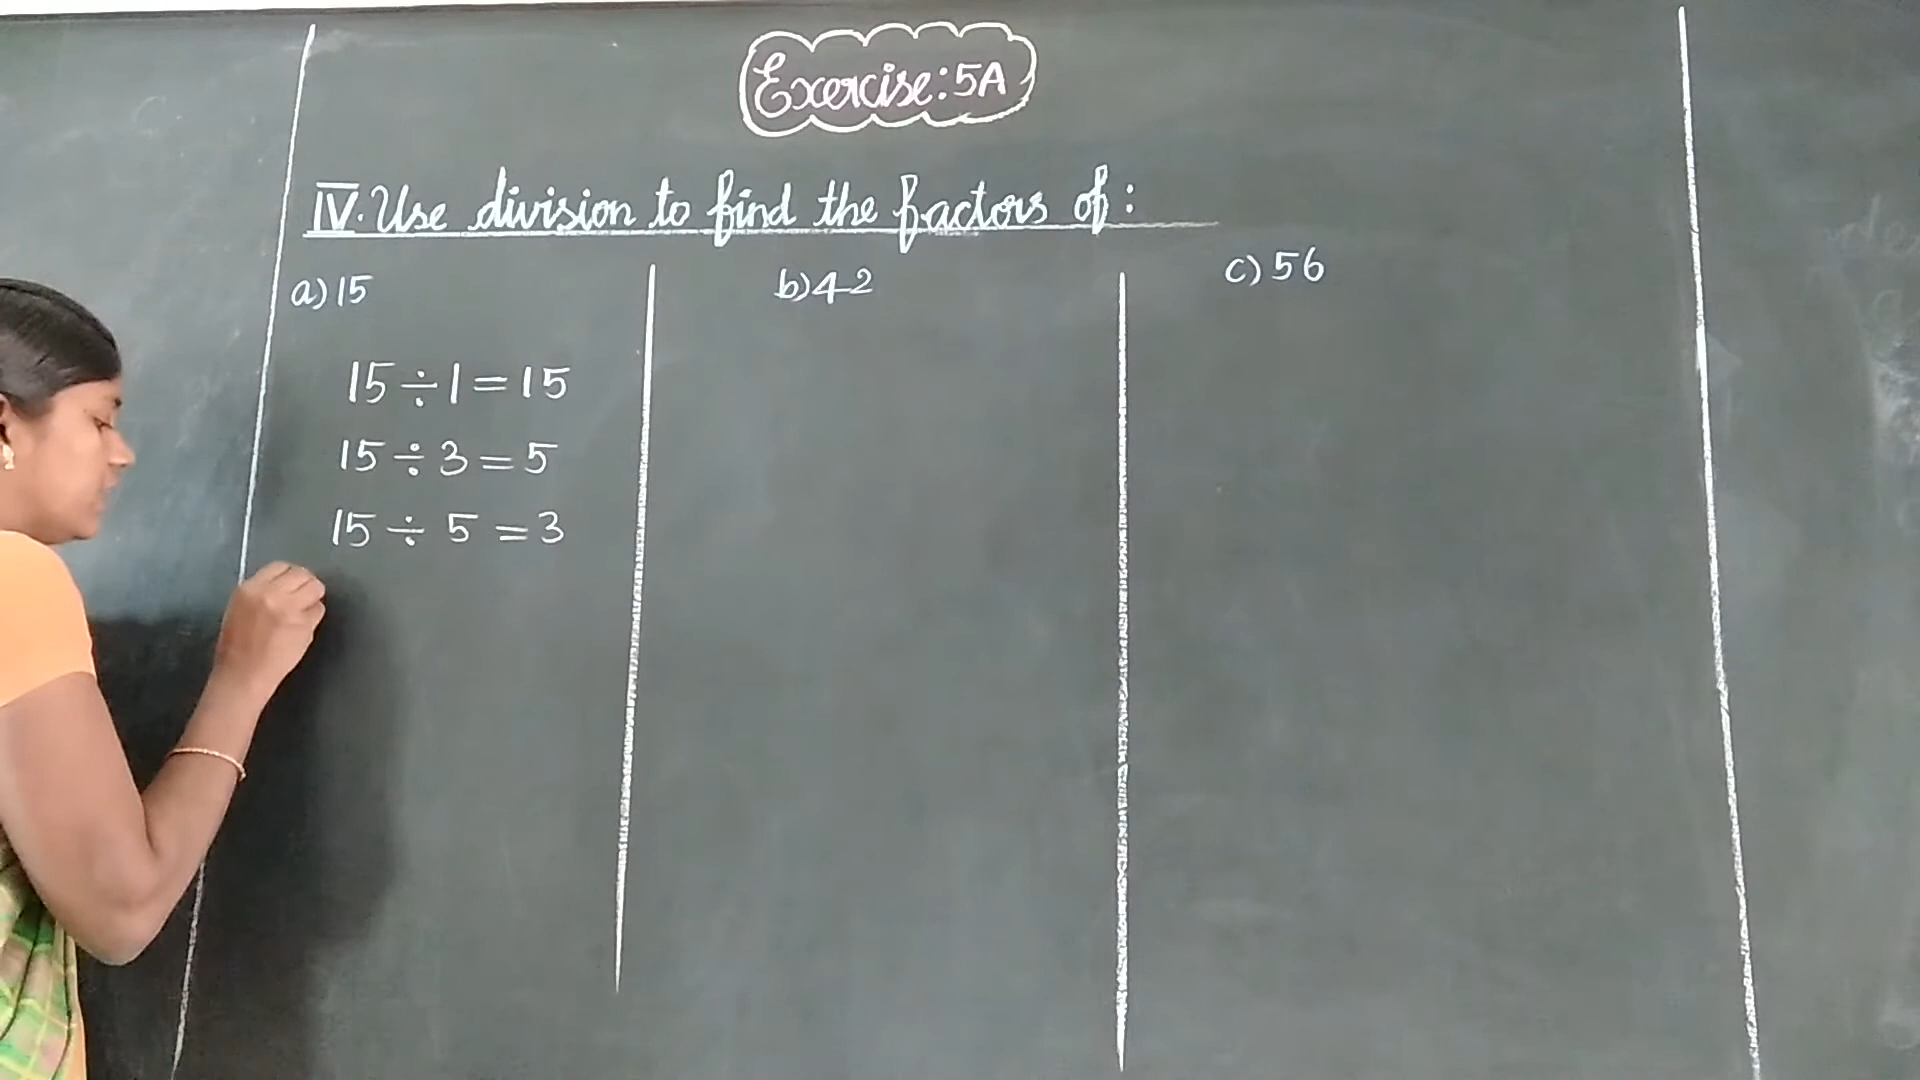 Exercise:5A
IV. Use division to find the factors of:
a) 15
15 ÷ 1 = 15
15 ÷ 3 = 5
15 ÷ 5 = 3
b) 42
c) 56